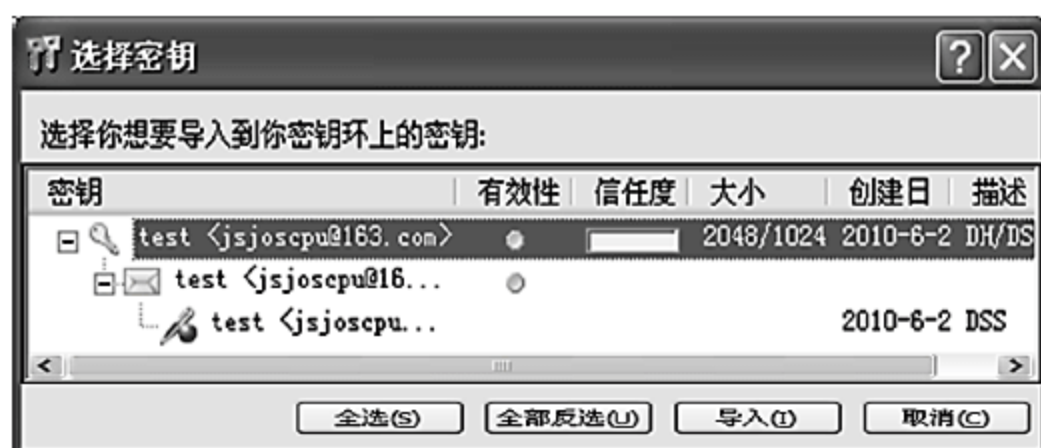 选择密钥
选择你想要导入到你密钥环上的密钥:
密钥 有效性 信任度 大小 创建日 描述
test <jsjoscpu@163.com> 2048/1024 2010-6-2 DH/DS
test <jsjoscpu@16...
test <jsjoscpu... 2010-6-2 DSS
全选(S) 全部反选(U) 导入(I) 取消(C)